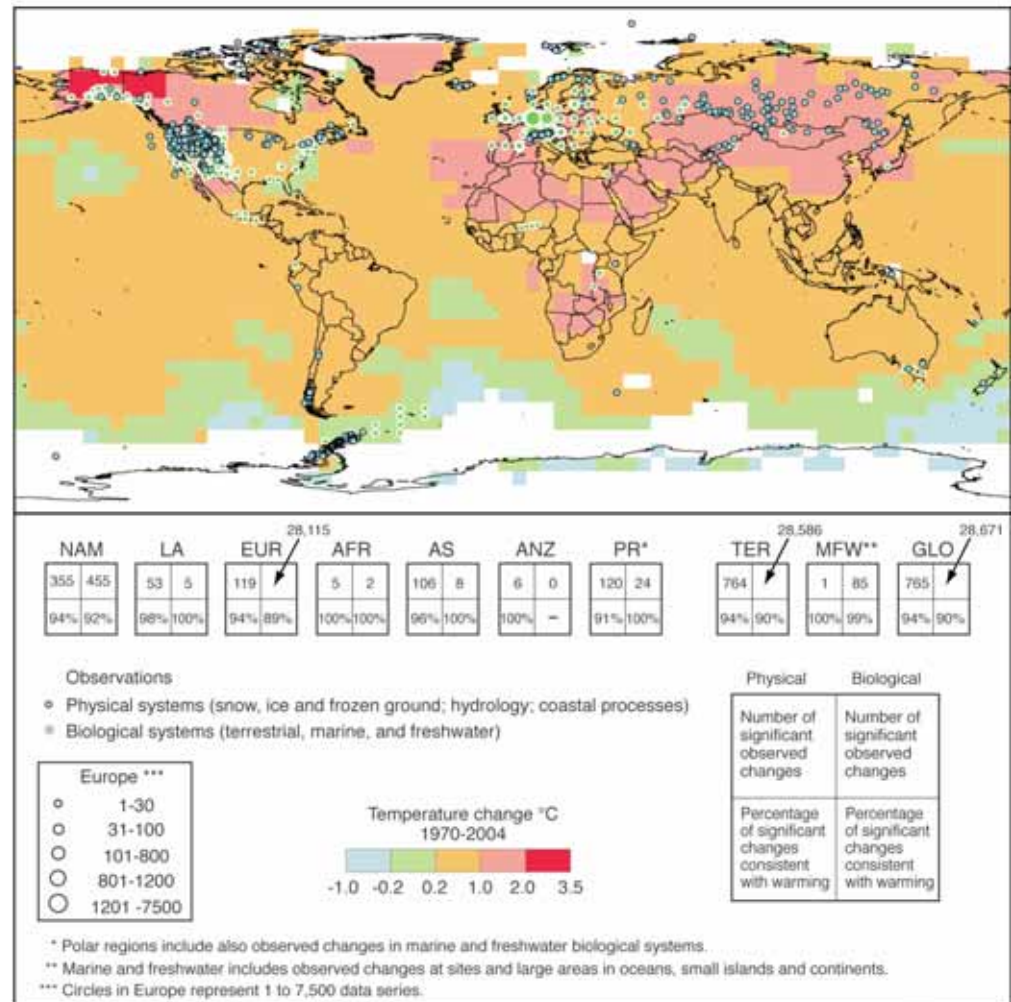 28,115
28,586
28,671
NAM LA EUR AFR AS ANZ PR* TER MFW** GLO
355 455 53 5 119 5 2 106 8 6 0 120 24 764 1 85 765
94% 92% 98% 100% 94% 89% 100% 100% 96% 100% 100% – 91% 100% 94% 90% 100% 99% 94% 90%
Observations
Physical systems (snow, ice and frozen ground; hydrology; coastal processes)
Biological systems (terrestrial, marine, and freshwater)
Europe ***
1-30
31-100
101-800
801-1200
1201 -7500
Temperature change °C
1970-2004
-1.0 -0.2 0.2 1.0 2.0 3.5
Physical Biological
Number of
significant
observed
changes
Number of
significant
observed
changes
Percentage
of significant
changes
consistent
with warming
Percentage
of significant
changes
consistent
with warming
* Polar regions include also observed changes in marine and freshwater biological systems.
** Marine and freshwater includes observed changes at sites and large areas in oceans, small islands and continents.
*** Circles in Europe represent 1 to 7,500 data series.